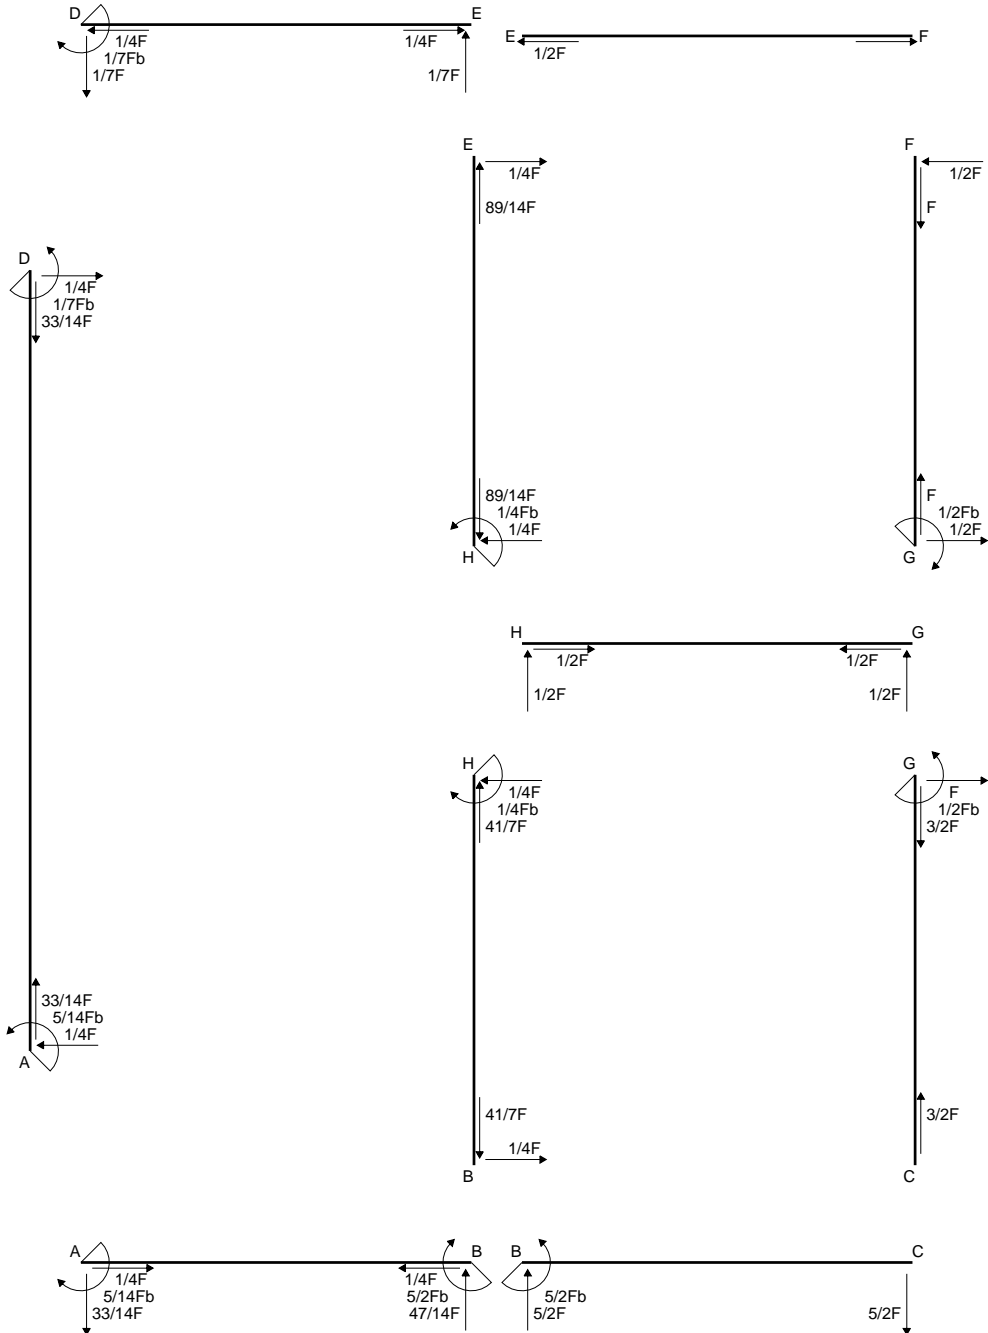 D E
1/4F 1/4F
1/7Fb
1/7F 1/7F
E F
1/2F
E F
1/4F 1/2F
89/14F F
D
1/4F
1/7Fb
33/14F
89/14F F
1/4Fb 1/2Fb
1/4F 1/2F
H G
H G
1/2F 1/2F
1/2F 1/2F
H G
1/4F F
1/4Fb 1/2Fb
41/7F 3/2F
33/14F
5/14Fb
1/4F
A
41/7F 3/2F
1/4F
B C
A B B C
1/4F 1/4F
5/14Fb 5/2Fb 5/2Fb
33/14F 47/14F 5/2F 5/2F